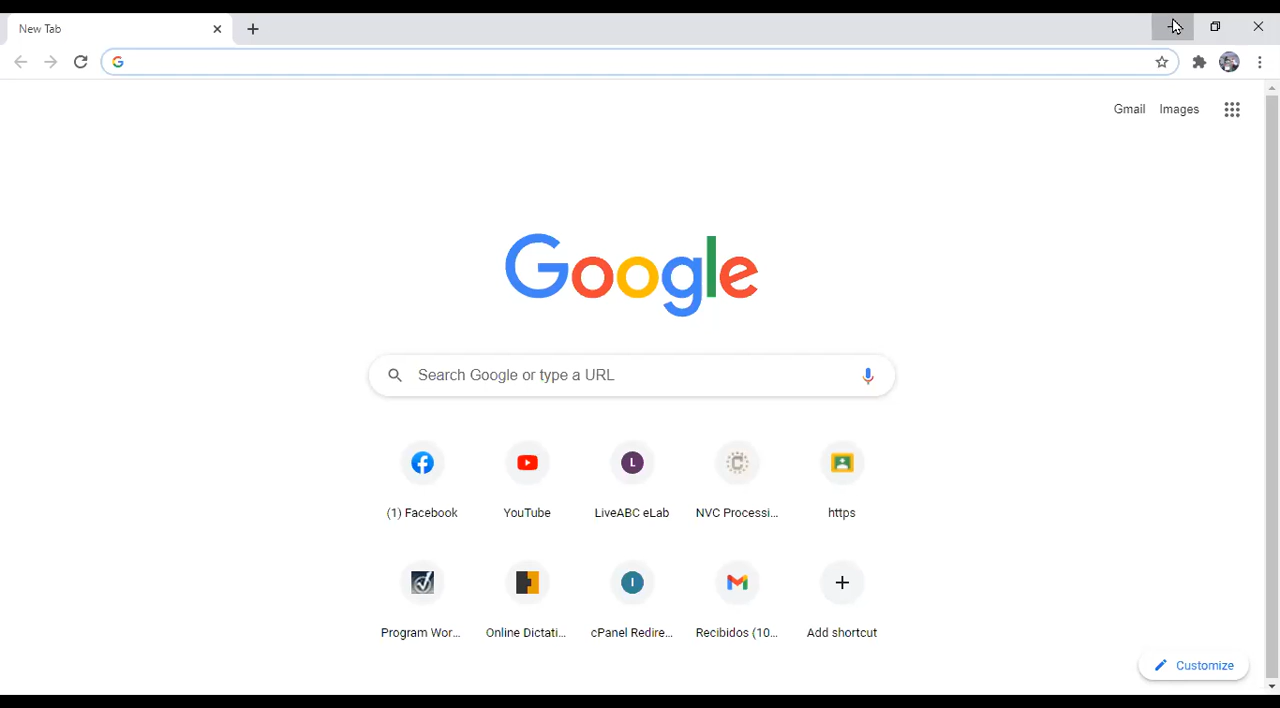 New Tab
Gmail Images
Google
Search Google or type a URL
(1) Facebook YouTube LiveABC eLab NVC Processi... https
Program Wor... Online Dictati... cPanel Redire... Recibidos (10... Add shortcut
Customize